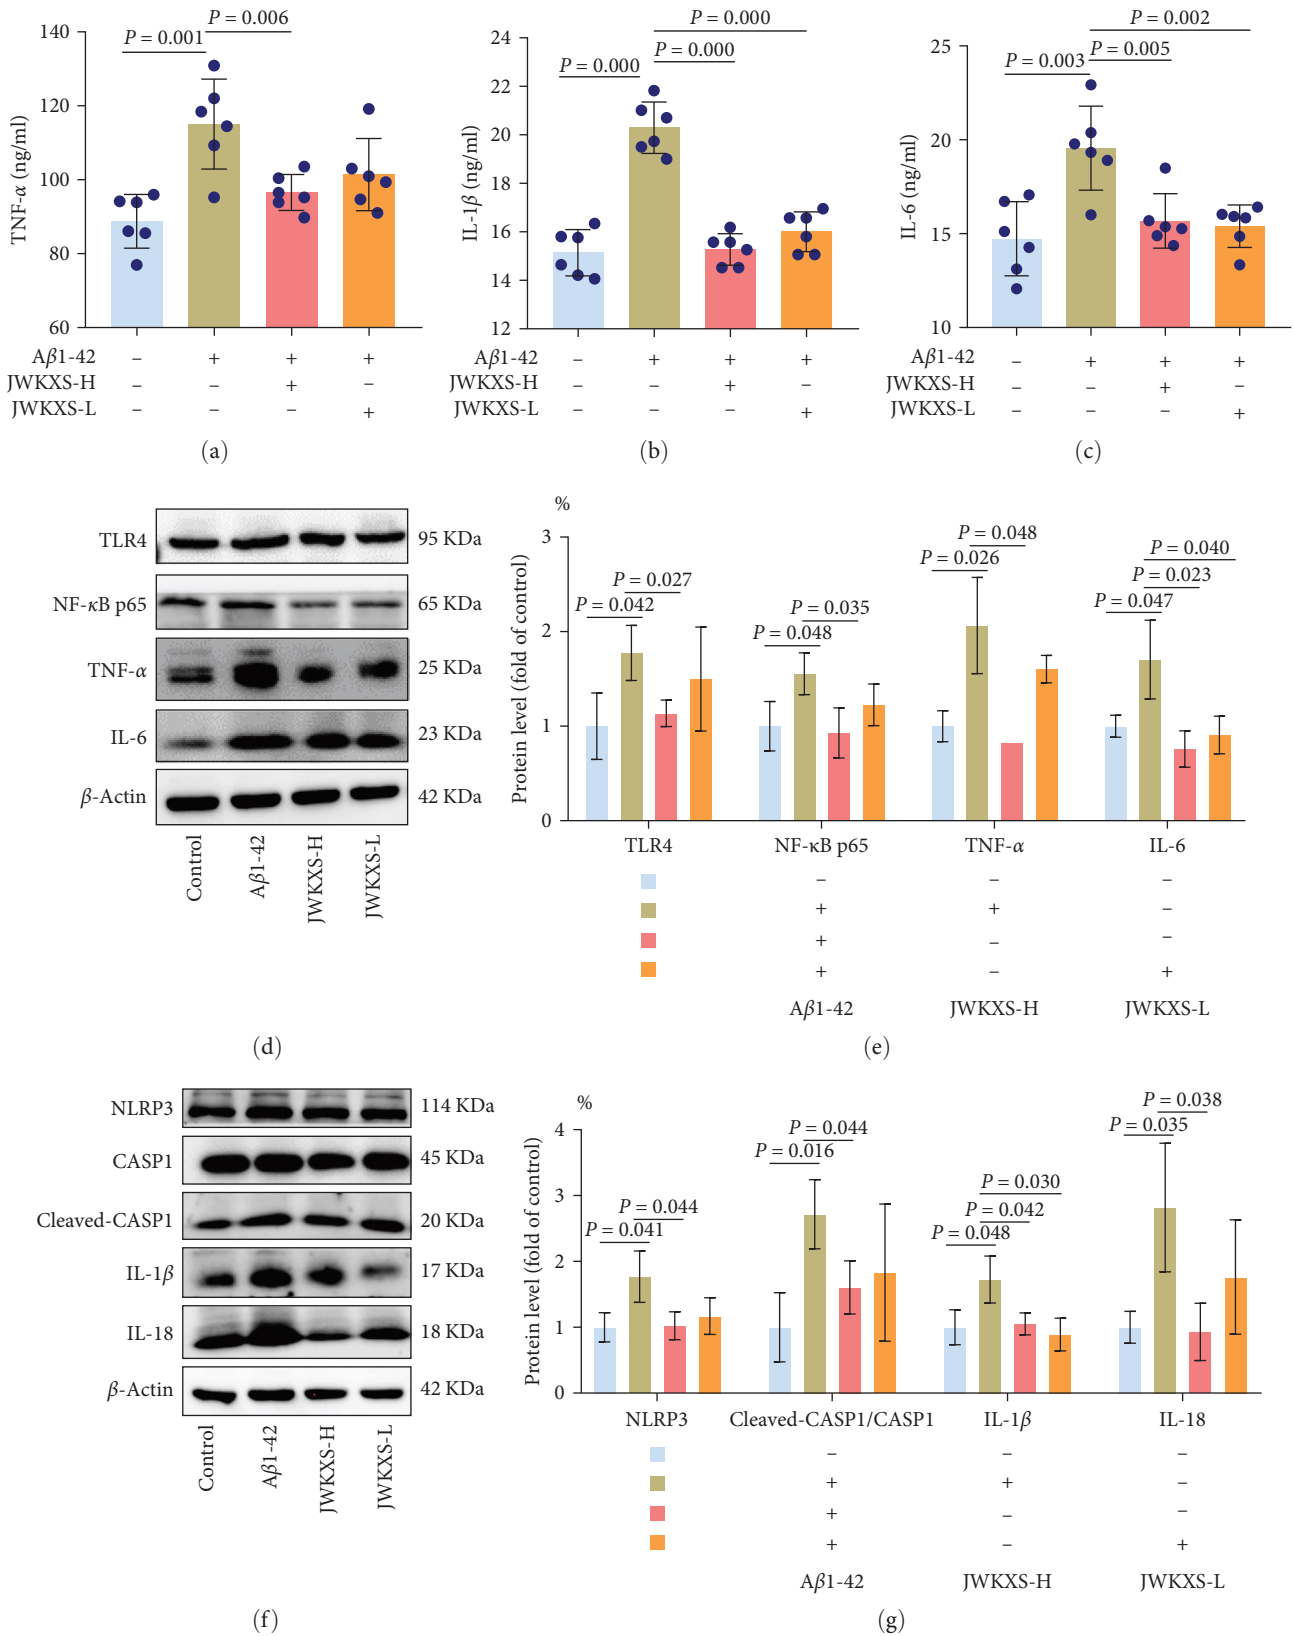 P = 0.006
P = 0.001
TNF-α (ng/ml)
140
120
100
80
60
Aβ1-42 – + + +
JWKXS-H – – + –
JWKXS-L – – – +
(a)
P = 0.000
P = 0.000
P = 0.000
IL-1β (ng/ml)
24
22
20
18
16
14
12
Aβ1-42 – + + +
JWKXS-H – – + –
JWKXS-L – – – +
(b)
P = 0.002
P = 0.005
P = 0.003
IL-6 (ng/ml)
25
20
15
10
Aβ1-42 – + + +
JWKXS-H – – + –
JWKXS-L – – – +
(c)
TLR4 95 KDa
NF-κB p65 65 KDa
TNF-α 25 KDa
IL-6 23 KDa
β-Actin 42 KDa
Control
Aβ1-42
JWKXS-H
JWKXS-L
(d)
%
Protein level (fold of control)
3
2
1
0
P = 0.027
P = 0.042
P = 0.035
P = 0.048
P = 0.048
P = 0.026
P = 0.040
P = 0.023
P = 0.047
TLR4 NF-κB p65 TNF-α IL-6
– – –
+ + –
+ – –
+ – +
Aβ1-42 JWKXS-H JWKXS-L
(e)
NLRP3 114 KDa
CASP1 45 KDa
Cleaved-CASP1 20 KDa
IL-1β 17 KDa
IL-18 18 KDa
β-Actin 42 KDa
Control
Aβ1-42
JWKXS-H
JWKXS-L
(f)
%
Protein level (fold of control)
4
3
2
1
0
P = 0.044
P = 0.041
P = 0.044
P = 0.016
P = 0.030
P = 0.042
P = 0.048
P = 0.038
P = 0.035
NLRP3 Cleaved-CASP1/CASP1 IL-1β IL-18
– – –
+ + –
+ – –
+ – +
Aβ1-42 JWKXS-H JWKXS-L
(g)